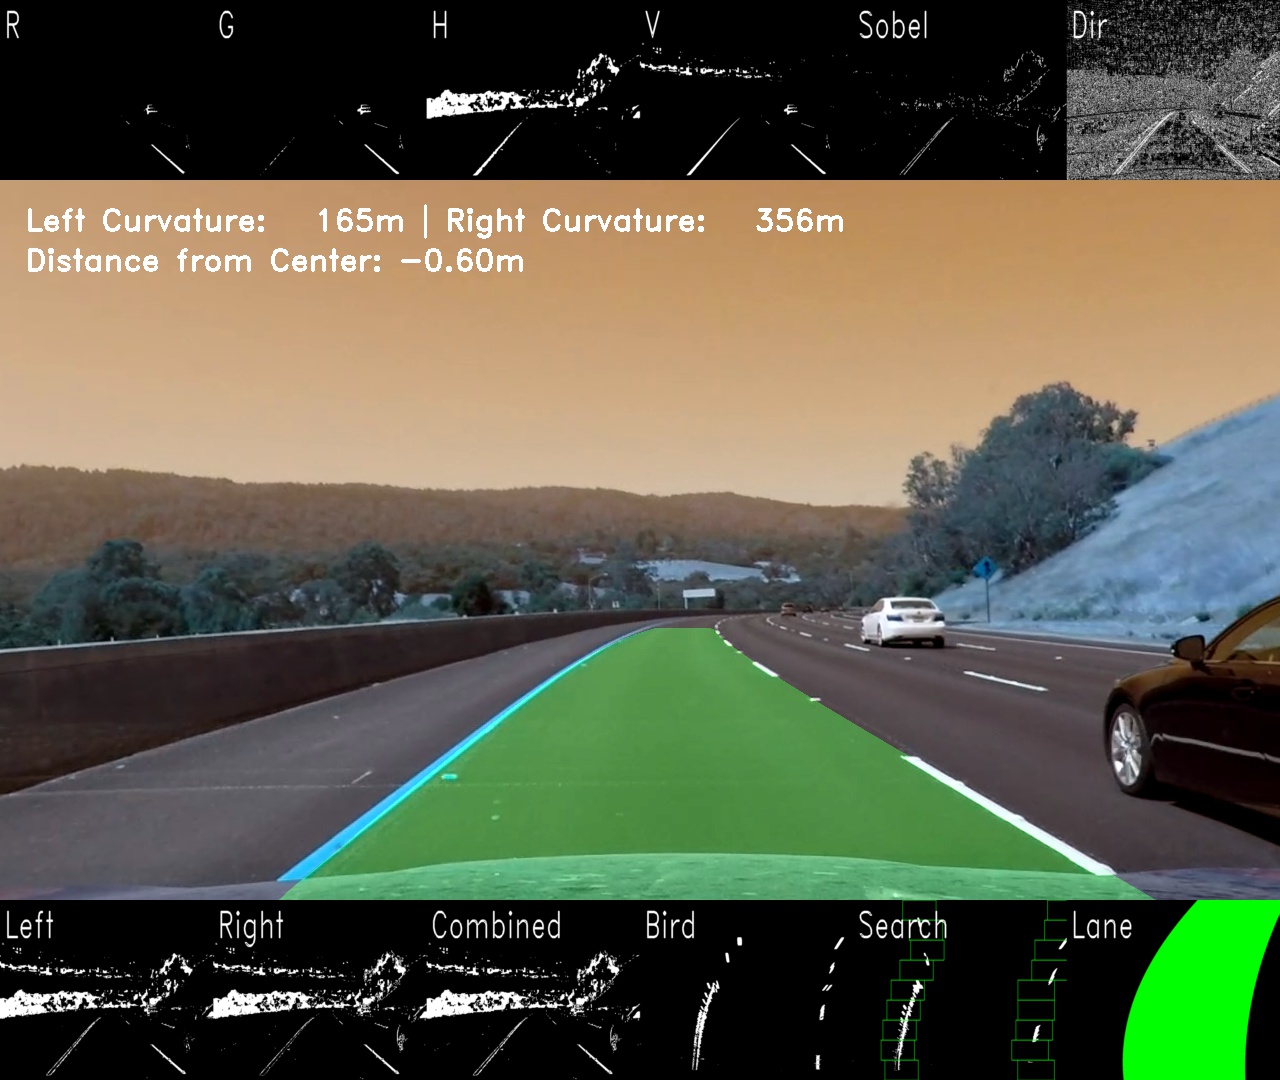 R G H V Sobel Dir
Left Curvature: 165m | Right Curvature: 356m
Distance from Center: -0.60m
Left Right Combined Bird Search Lane